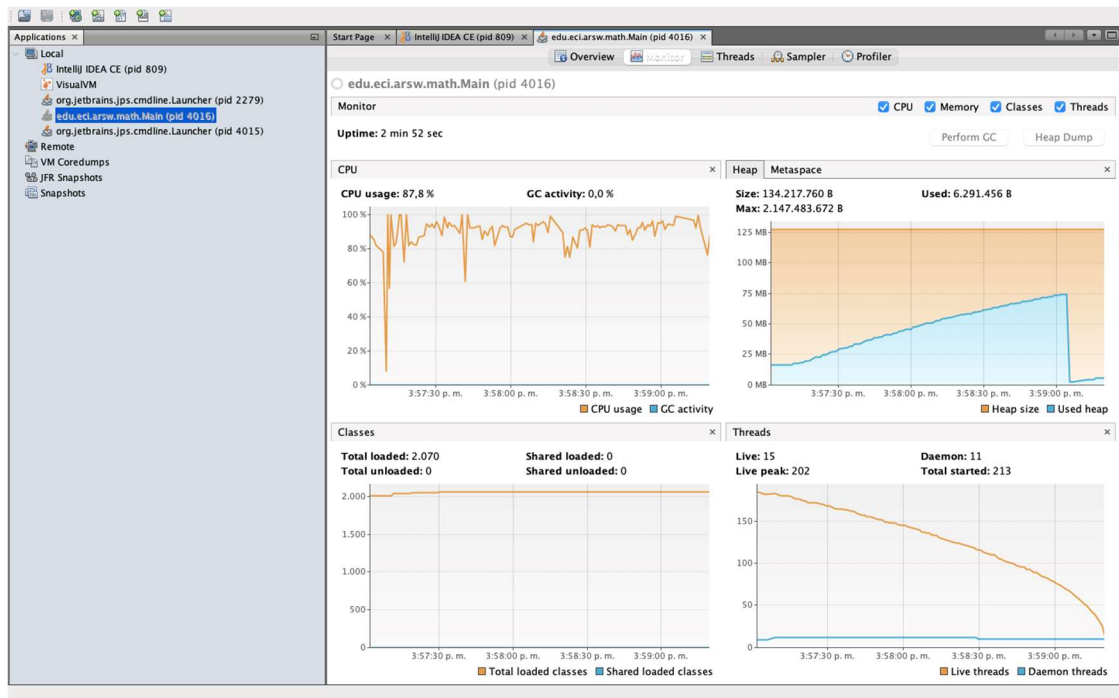 Applications ×
Local
IntelliJ IDEA CE (pid 809)
VisualVM
org.jetbrains.jps.cmdline.Launcher (pid 2279)
edu.eci.arsw.math.Main (pid 4016)
org.jetbrains.jps.cmdline.Launcher (pid 4015)
Remote
VM Coredumps
JFR Snapshots
Snapshots
Start Page × IntelliJ IDEA CE (pid 809) × edu.eci.arsw.math.Main (pid 4016) ×
Overview Monitor Threads Sampler Profiler
edu.eci.arsw.math.Main (pid 4016)
Monitor CPU Memory Classes Threads
Uptime: 2 min 52 sec Perform GC Heap Dump
CPU ×
CPU usage: 87,8 % GC activity: 0,0 %
100 %
80 %
60 %
40 %
20 %
0 %
3:57:30 p. m. 3:58:00 p. m. 3:58:30 p. m. 3:59:00 p. m.
CPU usage GC activity
Heap Metaspace ×
Size: 134.217.760 B Used: 6.291.456 B
Max: 2.147.483.672 B
125 MB
100 MB
75 MB
50 MB
25 MB
0 MB
3:57:30 p. m. 3:58:00 p. m. 3:58:30 p. m. 3:59:00 p. m.
Heap size Used heap
Classes ×
Total loaded: 2.070 Shared loaded: 0
Total unloaded: 0 Shared unloaded: 0
2.000
1.500
1.000
500
0
3:57:30 p. m. 3:58:00 p. m. 3:58:30 p. m. 3:59:00 p. m.
Total loaded classes Shared loaded classes
Threads ×
Live: 15 Daemon: 11
Live peak: 202 Total started: 213
150
100
50
0
3:57:30 p. m. 3:58:00 p. m. 3:58:30 p. m. 3:59:00 p. m.
Live threads Daemon threads